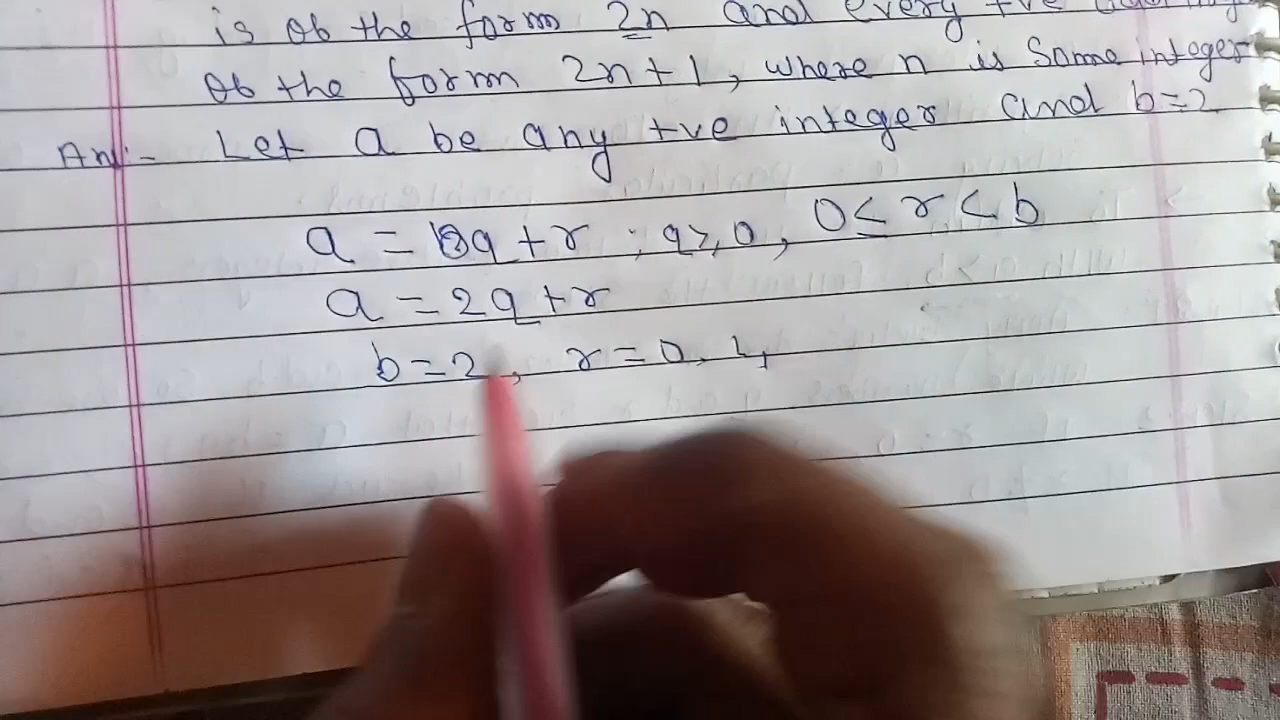 is of the form 2n and every +ve
of the form 2n+1, where n is some integer
Ans:- Let a be any +ve integer and b=2
a = bq + r ; q≥0, 0≤ r < b
a = 2q + r
b = 2, r = 0, 1,